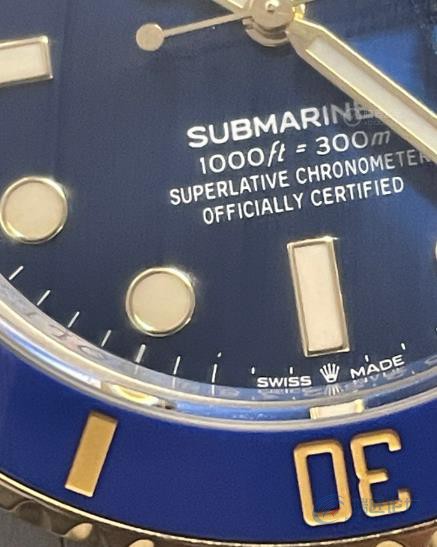 SUBMARINE
1000ft = 300m
SUPERLATIVE CHRONOMETER
OFFICIALLY CERTIFIED
SWISS MADE
30